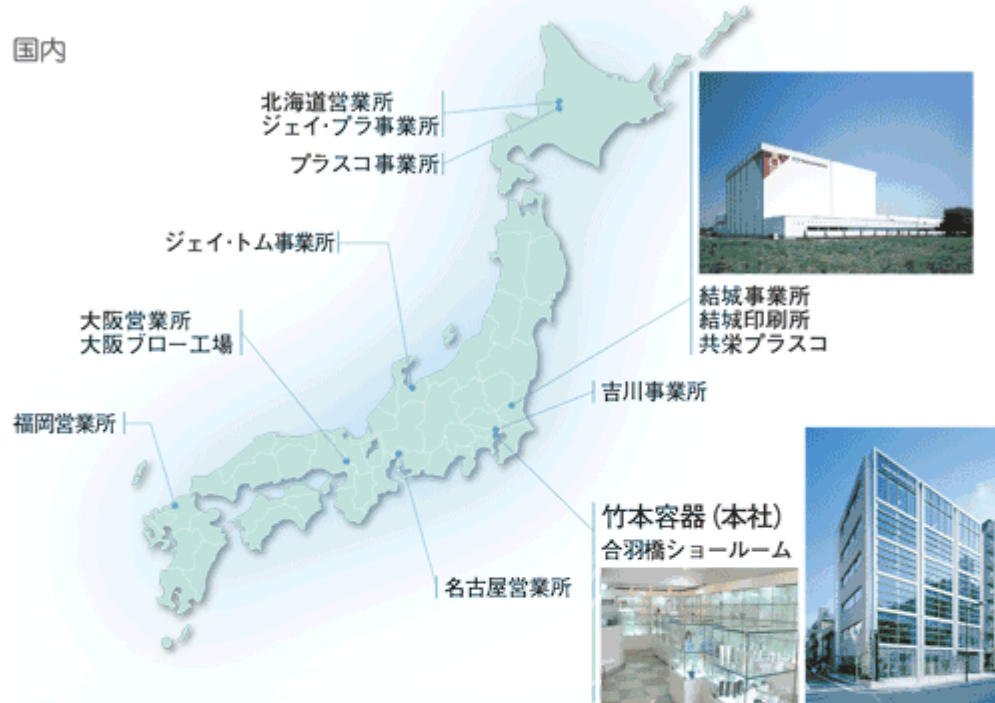 国内
北海道営業所
ジェイ・プラ事業所
プラスコ事業所
ジェイ・トム事業所
大阪営業所
大阪ブロー工場
福岡営業所
結城事業所
結城印刷所
共栄プラスコ
吉川事業所
竹本容器(本社)
合羽橋ショールーム
名古屋営業所